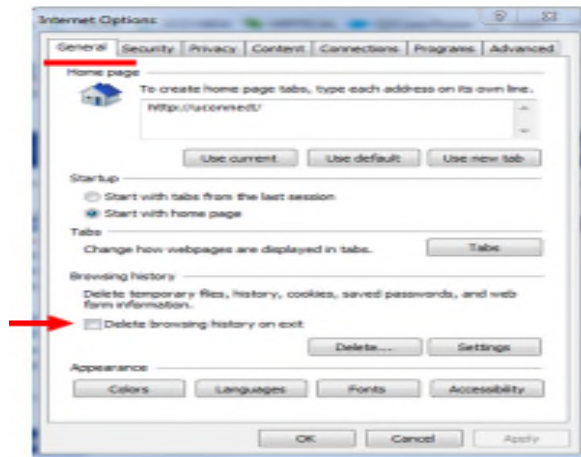 Internet Options
General Security Privacy Content Connections Programs Advanced
Home page
To create home page tabs, type each address on its own line.
http://uconnect/
Use current Use default Use new tab
Startup
Start with tabs from the last session
Start with home page
Tabs
Change how webpages are displayed in tabs. Tabs
Browsing history
Delete temporary files, history, cookies, saved passwords, and web
form information.
Delete browsing history on exit
Delete... Settings
Appearance
Colors Languages Fonts Accessibility
OK Cancel Apply